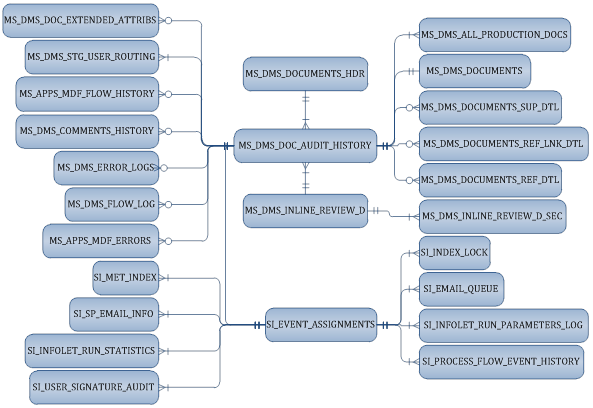 MS_DMS_DOC_EXTENDED_ATTRIBS
MS_DMS_STG_USER_ROUTING
MS_APPS_MDF_FLOW_HISTORY
MS_DMS_COMMENTS_HISTORY
MS_DMS_ERROR_LOGS
MS_DMS_FLOW_LOG
MS_APPS_MDF_ERRORS
SI_MET_INDEX
SI_SP_EMAIL_INFO
SI_INFOLET_RUN_STATISTICS
SI_USER_SIGNATURE_AUDIT
MS_DMS_DOCUMENTS_HDR
MS_DMS_DOC_AUDIT_HISTORY
MS_DMS_INLINE_REVIEW_D
SI_EVENT_ASSIGNMENTS
MS_DMS_ALL_PRODUCTION_DOCS
MS_DMS_DOCUMENTS
MS_DMS_DOCUMENTS_SUP_DTL
MS_DMS_DOCUMENTS_REF_LNK_DTL
MS_DMS_DOCUMENTS_REF_DTL
MS_DMS_INLINE_REVIEW_D_SEC
SI_INDEX_LOCK
SI_EMAIL_QUEUE
SI_INFOLET_RUN_PARAMETERS_LOG
SI_PROCESS_FLOW_EVENT_HISTORY